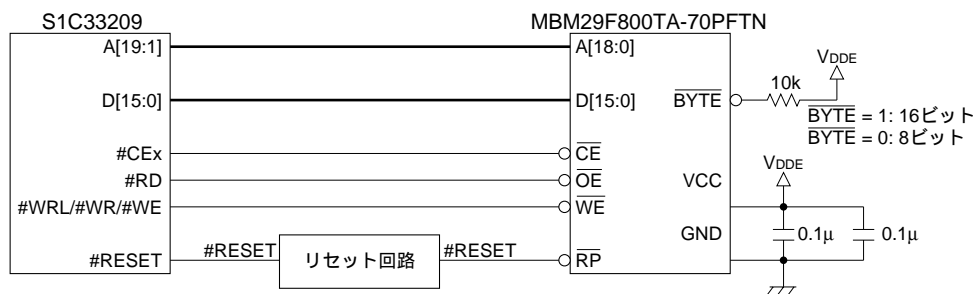 S1C33209
MBM29F800TA-70PFTN
A[19:1]
A[18:0]
VDDE
10k
D[15:0]
D[15:0]
BYTE
BYTE = 1: 16ビット
BYTE = 0: 8ビット
#CEx
CE
VDDE
#RD
OE
VCC
#WRL/#WR/#WE
WE
GND
0.1μ
0.1μ
#RESET
#RESET
リセット回路
#RESET
RP